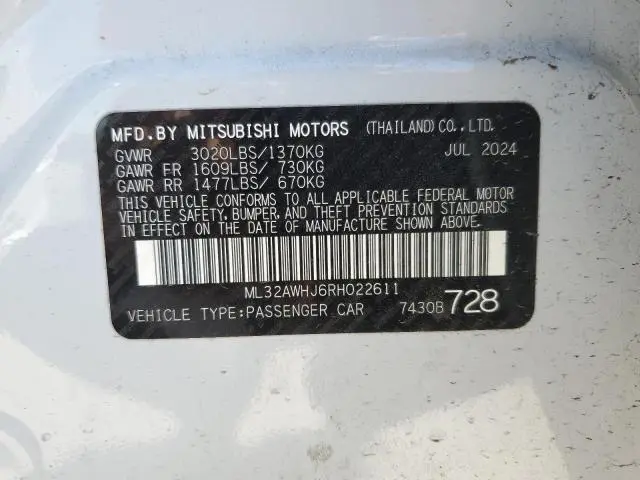 MFD.BY MITSUBISHI MOTORS (THAILAND)CO.,LTD.
GVWR 3020LBS/1370KG JUL 2024
GAWR FR 1609LBS/ 730KG
GAWR RR 1477LBS/ 670KG
THIS VEHICLE CONFORMS TO ALL APPLICABLE FEDERAL MOTOR
VEHICLE SAFETY, BUMPER, AND THEFT PREVENTION STANDARDS
IN EFFECT ON THE DATE OF MANUFACTURE SHOWN ABOVE.
ML32AWHJ6RH022611
VEHICLE TYPE:PASSENGER CAR 7430B 728